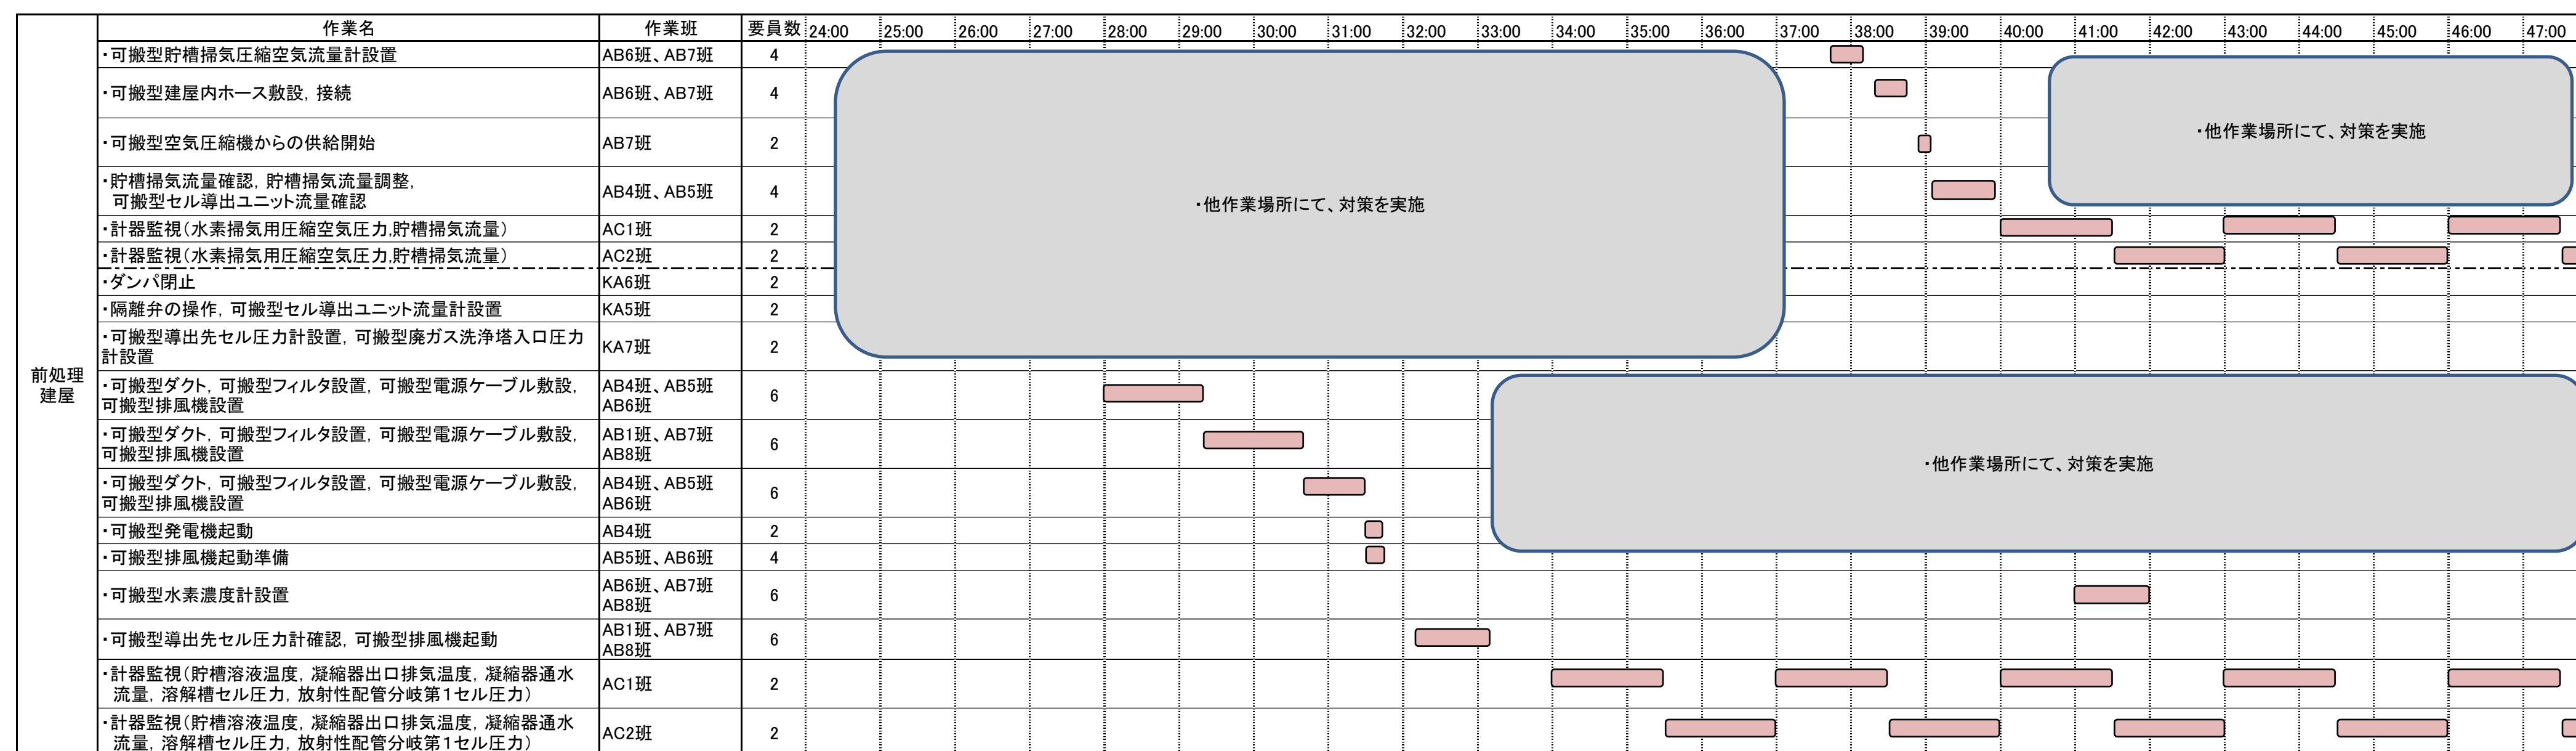 作業名 作業班 要員数 24:00 25:00 26:00 27:00 28:00 29:00 30:00 31:00 32:00 33:00 34:00 35:00 36:00 37:00 38:00 39:00 40:00 41:00 42:00 43:00 44:00 45:00 46:00 47:00
前処理
建屋
・可搬型貯槽掃気圧縮空気流量計設置 AB6班、AB7班 4
・可搬型建屋内ホース敷設，接続 AB6班、AB7班 4
・可搬型空気圧縮機からの供給開始 AB7班 2
・貯槽掃気流量確認，貯槽掃気流量調整，
可搬型セル導出ユニット流量確認 AB4班、AB5班 4
・計器監視（水素掃気用圧縮空気圧力,貯槽掃気流量） AC1班 2
・計器監視（水素掃気用圧縮空気圧力,貯槽掃気流量） AC2班 2
・ダンパ閉止 KA6班 2
・隔離弁の操作，可搬型セル導出ユニット流量計設置 KA5班 2
・可搬型導出先セル圧力計設置，可搬型廃ガス洗浄塔入口圧力
計設置 KA7班 2
・他作業場所にて、対策を実施
・他作業場所にて、対策を実施
・可搬型ダクト，可搬型フィルタ設置，可搬型電源ケーブル敷設，
可搬型排風機設置 AB4班、AB5班
AB6班 6
・可搬型ダクト，可搬型フィルタ設置，可搬型電源ケーブル敷設，
可搬型排風機設置 AB1班、AB7班
AB8班 6
・可搬型ダクト，可搬型フィルタ設置，可搬型電源ケーブル敷設，
可搬型排風機設置 AB4班、AB5班
AB6班 6
・可搬型発電機起動 AB4班 2
・可搬型排風機起動準備 AB5班、AB6班 4
・他作業場所にて、対策を実施
・可搬型水素濃度計設置 AB6班、AB7班
AB8班 6
・可搬型導出先セル圧力計確認，可搬型排風機起動 AB1班、AB7班
AB8班 6
・計器監視（貯槽溶液温度，凝縮器出口排気温度，凝縮器通水
流量，溶解槽セル圧力，放射性配管分岐第１セル圧力） AC1班 2
・計器監視（貯槽溶液温度，凝縮器出口排気温度，凝縮器通水
流量，溶解槽セル圧力，放射性配管分岐第１セル圧力） AC2班 2